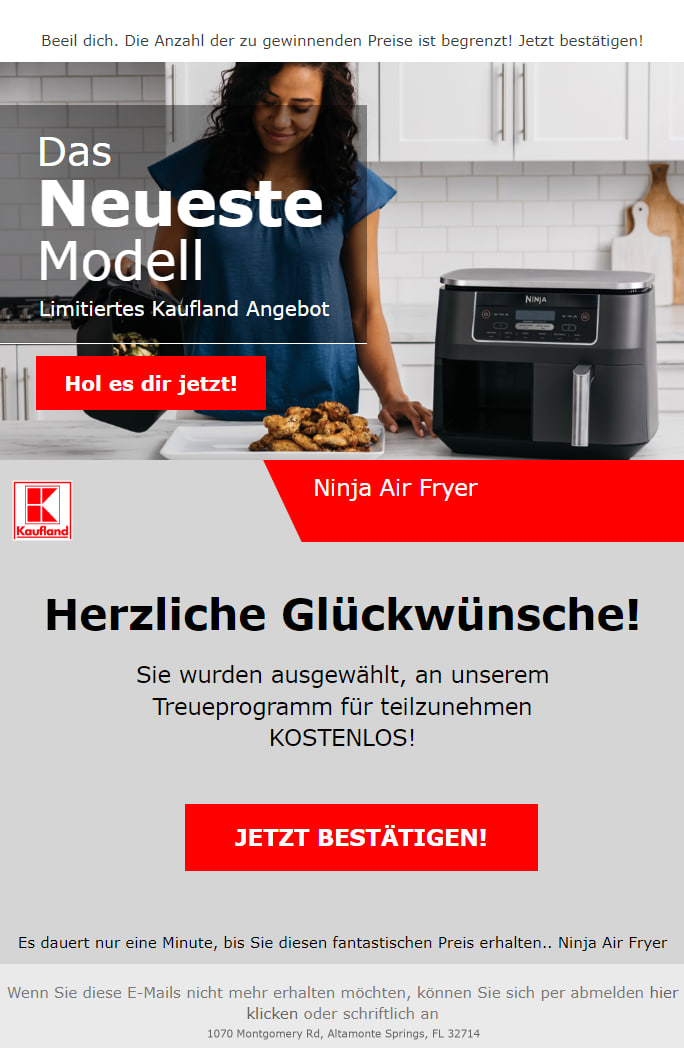 Beeil dich. Die Anzahl der zu gewinnenden Preise ist begrenzt! Jetzt bestätigen!
Das
Neueste
Modell
Limitiertes Kaufland Angebot
Hol es dir jetzt!
NINJA
Kaufland
Ninja Air Fryer
Herzliche Glückwünsche!
Sie wurden ausgewählt, an unserem
Treueprogramm für teilzunehmen
KOSTENLOS!
JETZT BESTÄTIGEN!
Es dauert nur eine Minute, bis Sie diesen fantastischen Preis erhalten.. Ninja Air Fryer
Wenn Sie diese E-Mails nicht mehr erhalten möchten, können Sie sich per abmelden hier
klicken oder schriftlich an
1070 Montgomery Rd, Altamonte Springs, FL 32714